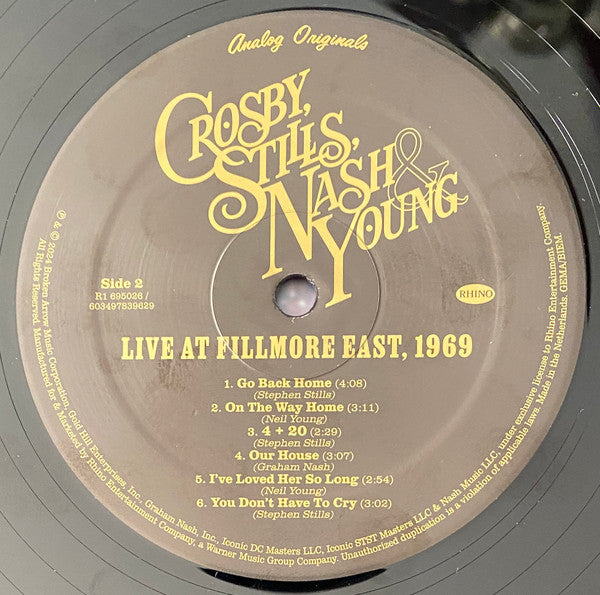 Analog Originals
CROSBY,
STILLS,
NASH &
YOUNG
Side 2
R1 695026 /
603497839629
RHINO
LIVE AT FILLMORE EAST, 1969
1. Go Back Home (4:08)
(Stephen Stills)
2. On The Way Home (3:11)
(Neil Young)
3. 4 + 20 (2:29)
(Stephen Stills)
4. Our House (3:07)
(Graham Nash)
5. I've Loved Her So Long (2:54)
(Neil Young)
6. You Don't Have To Cry (3:02)
(Stephen Stills)
℗ & © 2024 Broken Arrow Music Corporation, Gold Hill Enterprises, Inc., Graham Nash, Inc., Iconic DC Masters LLC, Iconic STST Masters LLC & Nash Music LLC, under exclusive license to Rhino Entertainment Company.
All Rights Reserved. Manufactured for & Marketed by Rhino Entertainment Company, a Warner Music Group Company. Unauthorized duplication is a violation of applicable laws. Made in the Netherlands. GEMA/BIEM.